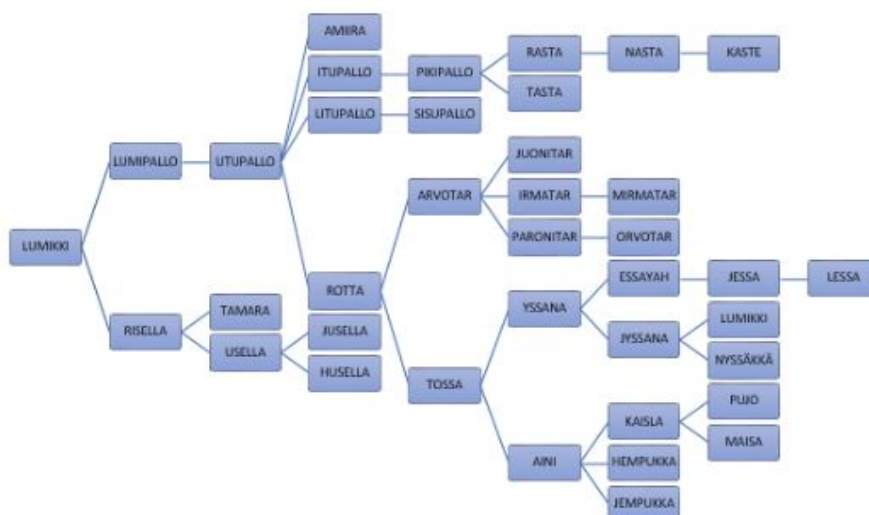 AMIIRA
ITUPALLO
PIKIPALLO
RASTA
NASTA
KASTE
TASTA
LITUPALLO
SISUPALLO
LUMIPALLO
UTUPALLO
JUONITAR
ARVOTAR
IRMATAR
MIRMATAR
PARONITAR
ORVOTAR
LUMIKKI
ROTTA
ESSAYAH
JESSA
LESSA
YSSANA
TAMARA
RISELLA
JUSELLA
USELLA
HUSELLA
JYSSANA
LUMIKKI
NYSSÄKKÄ
TOSSA
PUJO
KAISLA
MAISA
AINI
HEMPUKKA
JEMPUKKA